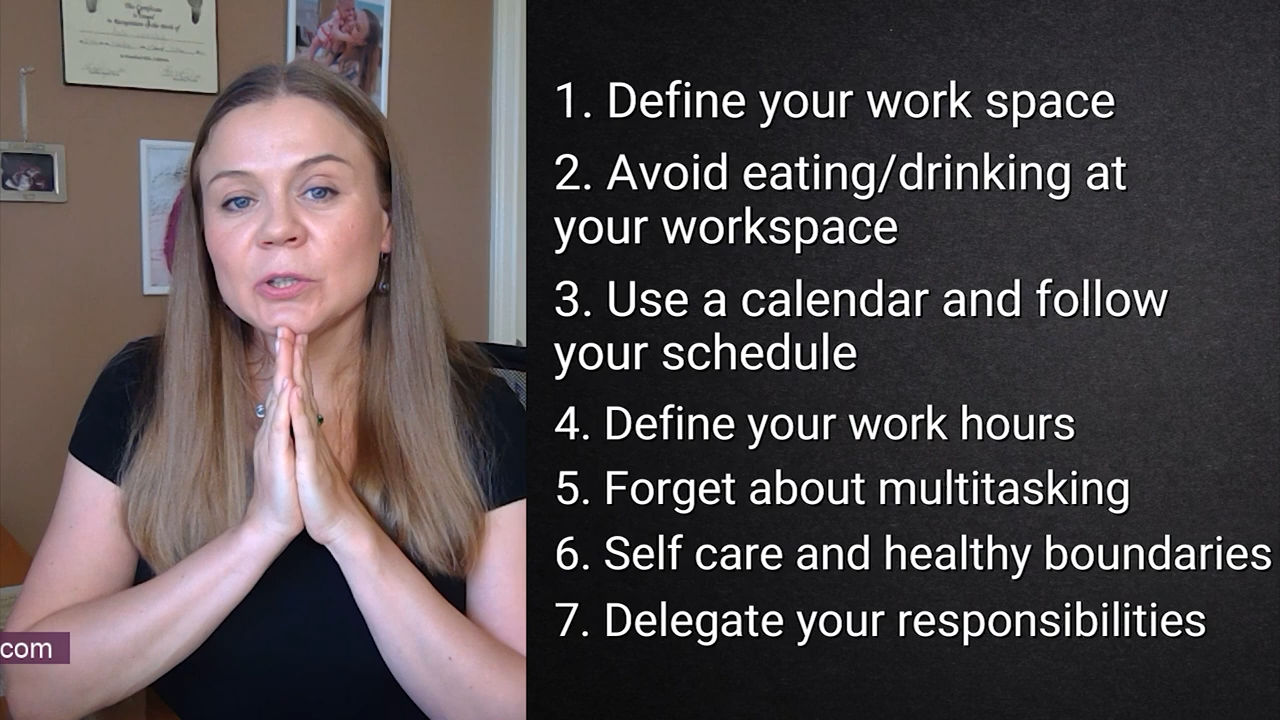 1. Define your work space
2. Avoid eating/drinking at
your workspace
3. Use a calendar and follow
your schedule
4. Define your work hours
5. Forget about multitasking
6. Self care and healthy boundaries
7. Delegate your responsibilities
com